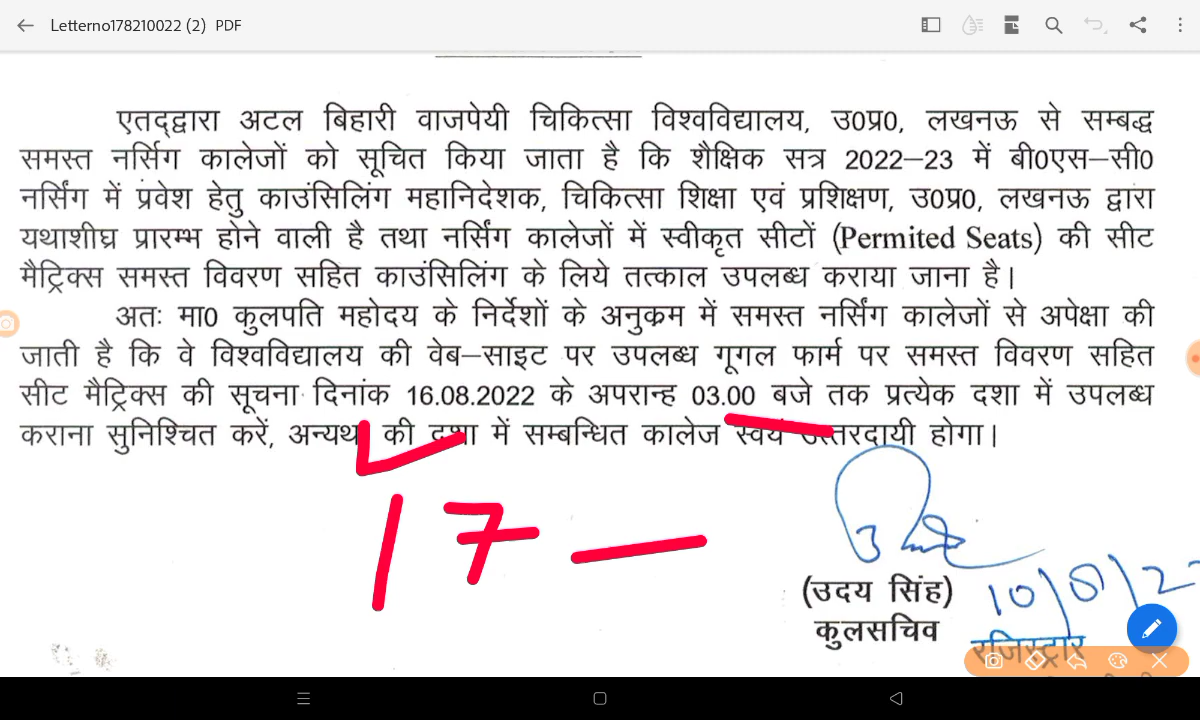 Letterno178210022 (2) PDF
एतद्द्वारा अटल बिहारी वाजपेयी चिकित्सा विश्वविद्यालय, उ0प्र0, लखनऊ से सम्बद्ध
समस्त नर्सिग कालेजों को सूचित किया जाता है कि शैक्षिक सत्र 2022–23 में बी0एस–सी0
नर्सिंग में प्रवेश हेतु काउंसिलिंग महानिदेशक, चिकित्सा शिक्षा एवं प्रशिक्षण, उ0प्र0, लखनऊ द्वारा
यथाशीघ्र प्रारम्भ होने वाली है तथा नर्सिंग कालेजों में स्वीकृत सीटों (Permited Seats) की सीट
मैट्रिक्स समस्त विवरण सहित काउंसिलिंग के लिये तत्काल उपलब्ध कराया जाना है।
अतः मा0 कुलपति महोदय के निर्देशों के अनुक्रम में समस्त नर्सिंग कालेजों से अपेक्षा की
जाती है कि वे विश्वविद्यालय की वेब–साइट पर उपलब्ध गूगल फार्म पर समस्त विवरण सहित
सीट मैट्रिक्स की सूचना दिनांक 16.08.2022 के अपरान्ह 03.00 बजे तक प्रत्येक दशा में उपलब्ध
कराना सुनिश्चित करें, अन्यथा की दशा में सम्बन्धित कालेज स्वयं उत्तरदायी होगा।
17 —
(उदय सिंह)
कुलसचिव
रजिस्ट्रार